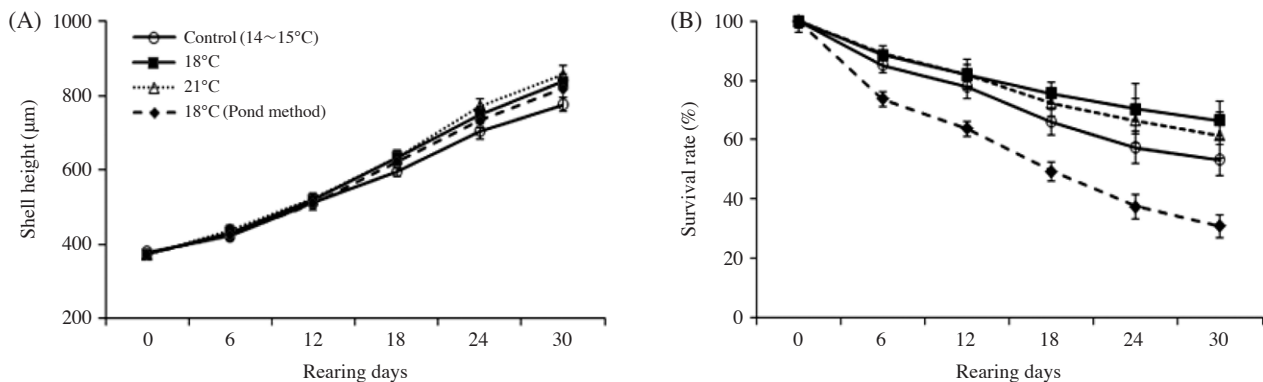 (A)
1000
800
600
400
200
Shell height (μm)
Control (14~15°C)
18°C
21°C
18°C (Pond method)
0 6 12 18 24 30
Rearing days
(B)
100
80
60
40
20
0
Survival rate (%)
0 6 12 18 24 30
Rearing days